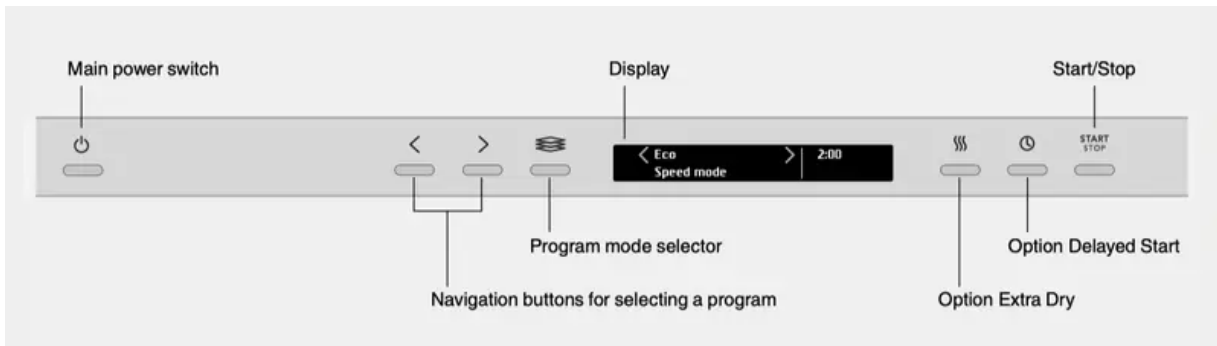 Main power switch
Display
Start/Stop
START
STOP
Eco
2:00
Speed mode
Program mode selector
Option Delayed Start
Navigation buttons for selecting a program
Option Extra Dry